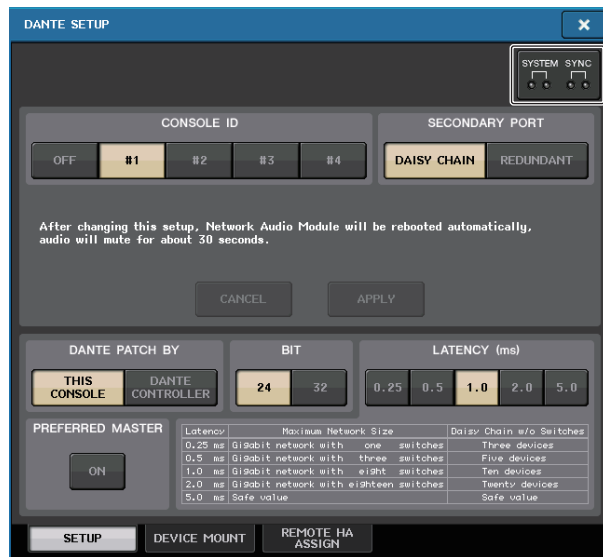 DANTE SETUP
SYSTEM SYNC
CONSOLE ID
OFF #1 #2 #3 #4
SECONDARY PORT
DAISY CHAIN REDUNDANT
After changing this setup, Network Audio Module will be rebooted automatically,
audio will mute for about 30 seconds.
CANCEL APPLY
DANTE PATCH BY
THIS CONSOLE DANTE CONTROLLER
BIT
24 32
LATENCY (ms)
0.25 0.5 1.0 2.0 5.0
PREFERRED MASTER
ON
Latency Maximum Network Size Daisy Chain w/o Switches
0.25 ms Gigabit network with one switches Three devices
0.5 ms Gigabit network with three switches Five devices
1.0 ms Gigabit network with eight switches Ten devices
2.0 ms Gigabit network with eighteen switches Twenty devices
5.0 ms Safe value Safe value
SETUP DEVICE MOUNT REMOTE HA ASSIGN